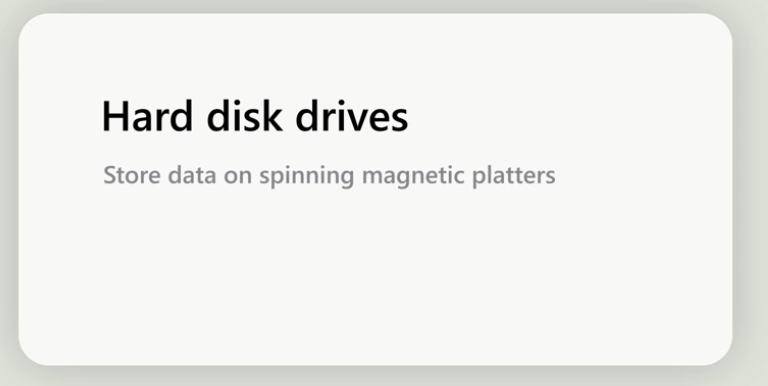 Hard disk drives
Store data on spinning magnetic platters